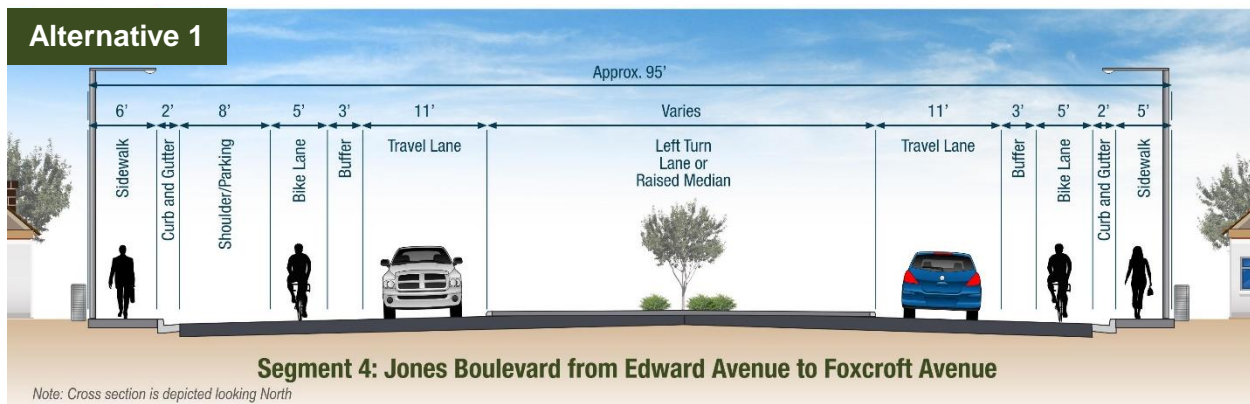 Alternative 1
Approx. 95’
6’ 2’ 8’ 5’ 3’ 11’ Varies 11’ 3’ 5’ 2’ 5’
Sidewalk
Curb and Gutter
Shoulder/Parking
Bike Lane
Buffer
Travel Lane
Left Turn
Lane or
Raised Median
Travel Lane
Buffer
Bike Lane
Curb and Gutter
Sidewalk
Segment 4: Jones Boulevard from Edward Avenue to Foxcroft Avenue
Note: Cross section is depicted looking North